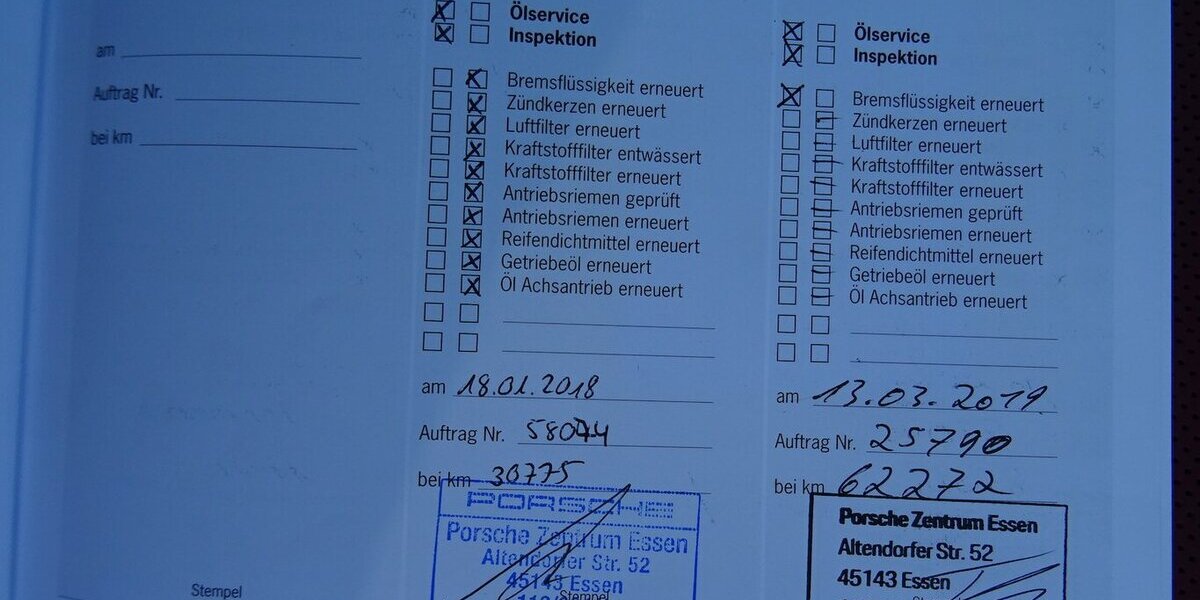 am
Auftrag Nr.
bei km
Stempel
Ölservice
Inspektion
Bremsflüssigkeit erneuert
Zündkerzen erneuert
Luftfilter erneuert
Kraftstofffilter entwässert
Kraftstofffilter erneuert
Antriebsriemen geprüft
Antriebsriemen erneuert
Reifendichtmittel erneuert
Getriebeöl erneuert
Öl Achsantrieb erneuert
am 18.01.2018
Auftrag Nr. 58044
bei km 30775
PORSCHE
Porsche Zentrum Essen
Altendorfer Str. 52
45143 Essen
Stempel
Ölservice
Inspektion
Bremsflüssigkeit erneuert
Zündkerzen erneuert
Luftfilter erneuert
Kraftstofffilter entwässert
Kraftstofffilter erneuert
Antriebsriemen geprüft
Antriebsriemen erneuert
Reifendichtmittel erneuert
Getriebeöl erneuert
Öl Achsantrieb erneuert
am 13.03.2019
Auftrag Nr. 25790
bei km 62272
Porsche Zentrum Essen
Altendorfer Str. 52
45143 Essen
Stempel